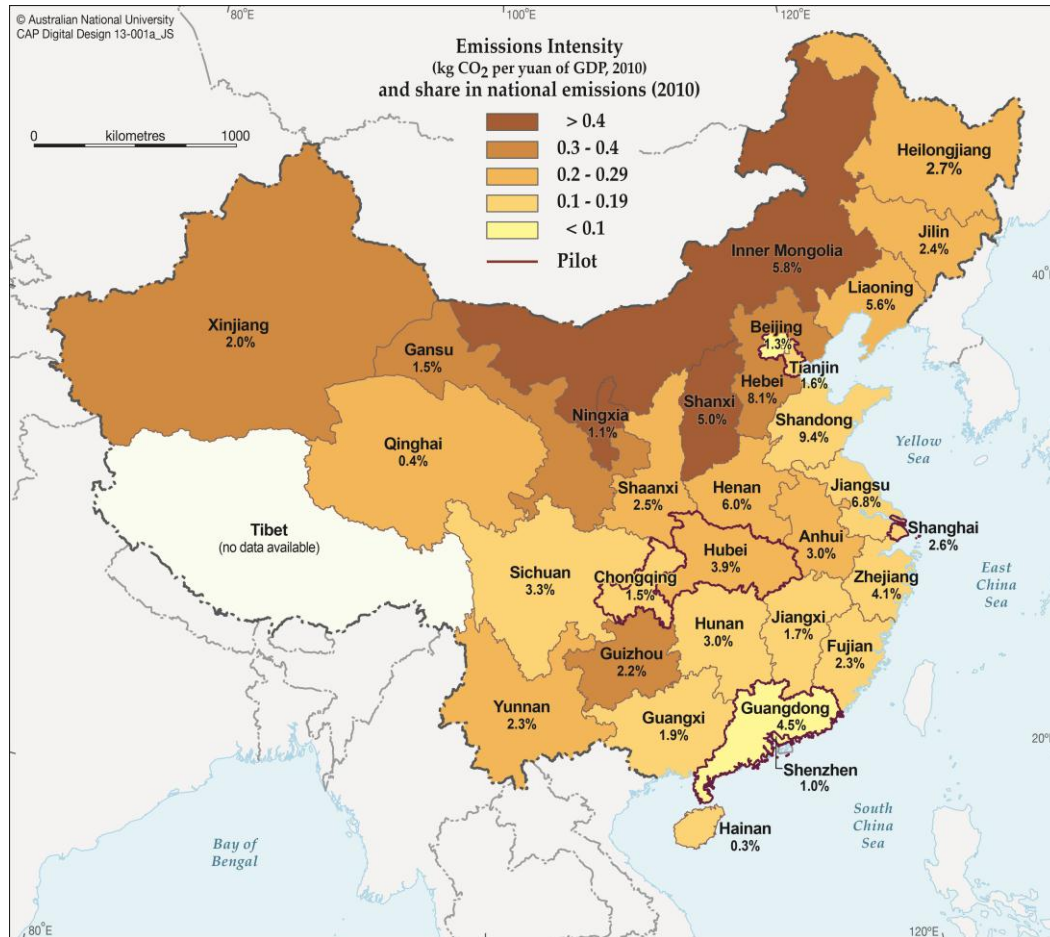 © Australian National University
CAP Digital Design 13-001a_JS
80°E
100°E
120°E
Emissions Intensity
(kg CO2 per yuan of GDP, 2010)
and share in national emissions (2010)
0 kilometres 1000
> 0.4
0.3 - 0.4
0.2 - 0.29
0.1 - 0.19
< 0.1
Pilot
Heilongjiang
2.7%
Jilin
2.4%
Inner Mongolia
5.8%
40°N
Liaoning
5.6%
Xinjiang
2.0%
Gansu
1.5%
Beijing
1.3%
Tianjin
1.6%
Hebei
8.1%
Shanxi
5.0%
Ningxia
1.1%
Shandong
9.4%
Qinghai
0.4%
Yellow
Sea
Shaanxi
2.5%
Henan
6.0%
Jiangsu
6.8%
Tibet
(no data available)
Anhui
3.0%
Shanghai
2.6%
Hubei
3.9%
Sichuan
3.3%
Chongqing
1.5%
Zhejiang
4.1%
East
China
Sea
Hunan
3.0%
Jiangxi
1.7%
Fujian
2.3%
Guizhou
2.2%
Yunnan
2.3%
Guangxi
1.9%
Guangdong
4.5%
20°N
Shenzhen
1.0%
Hainan
0.3%
South
China
Sea
Bay of
Bengal
80°E
120°E